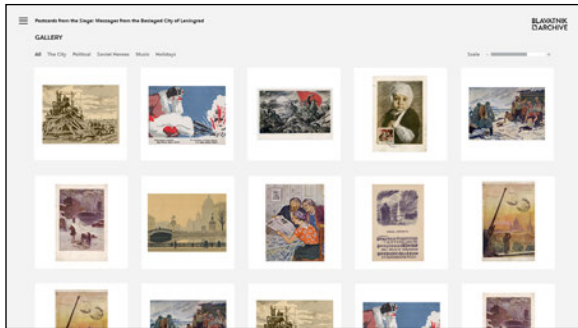 Postcards from the Siege: Messages from the Besieged City of Leningrad
BLAVATNIK
ARCHIVE
GALLERY
All The City Political Soviet Heroes Music Holidays
Scale - +